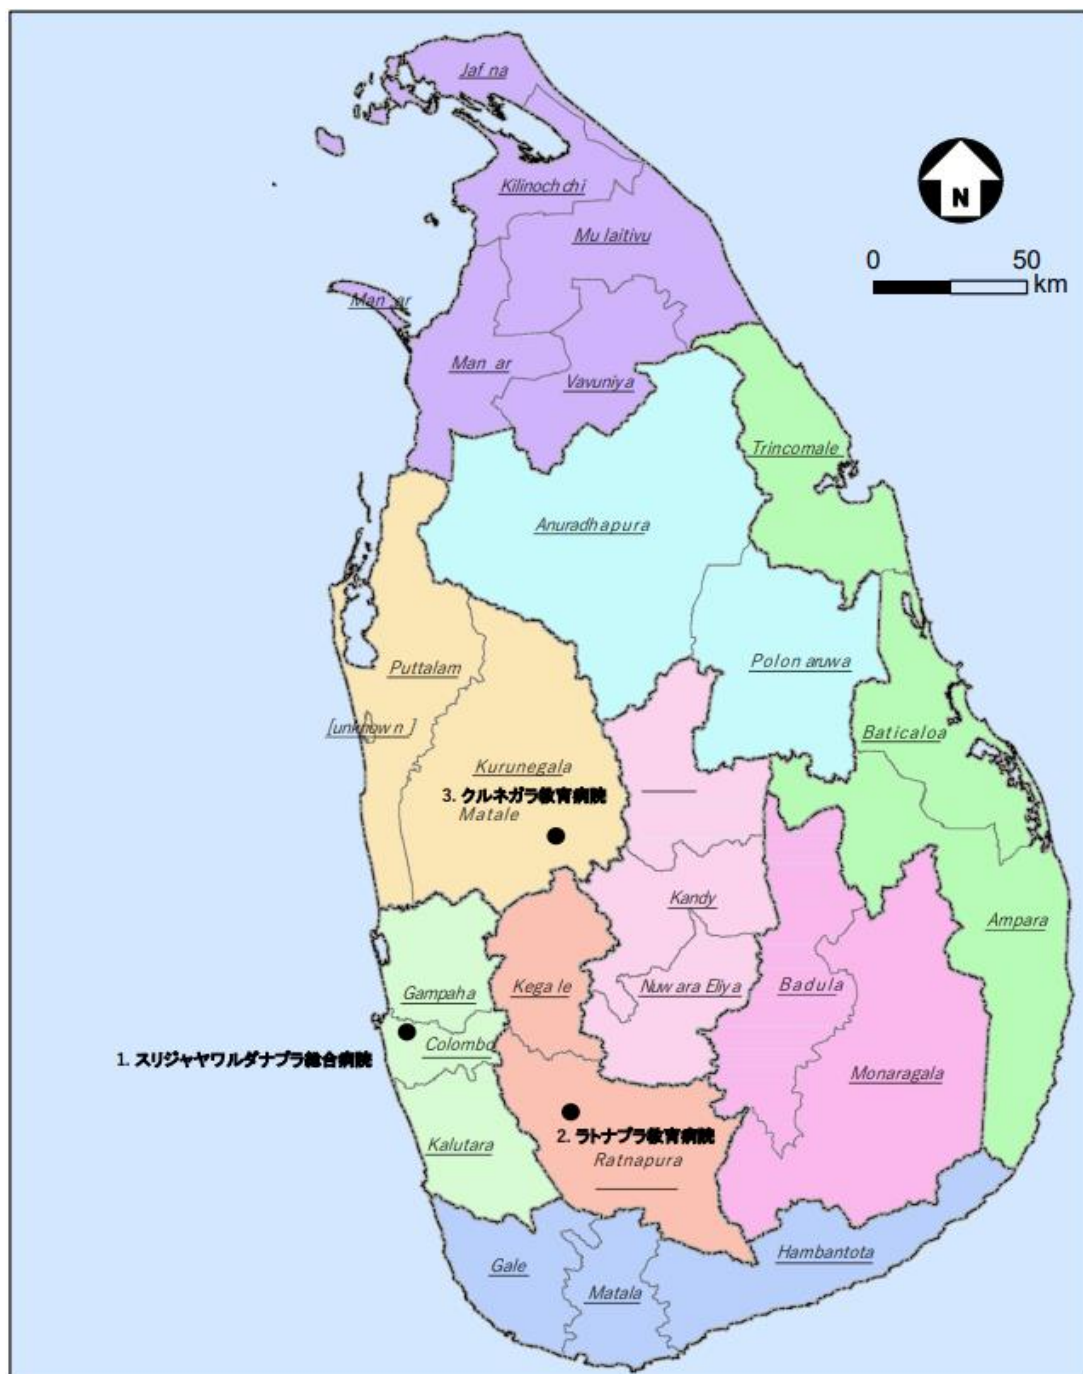 Jaf na
Kilinoch chi
Mu laitivu
N
0 50
km
Man ar
Man ar
Vavuniya
Trincomale
Anuradhapura
Polon aruwa
Puttalam
[unknow n ]
Baticaloa
Kurunegala
3. クルネガラ教育病院
Matale
Kandy
Ampara
Gampaha
Kega le
Nuw ara Eliya
Badula
Colombo
1. スリジャヤワルダナプラ総合病院
Monaragala
Kalutara
2. ラトナプラ教育病院
Ratnapura
Gale
Matala
Hambantota